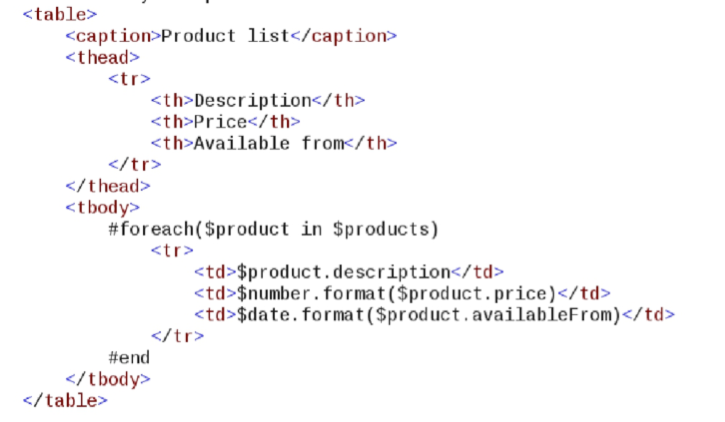 <table>
<caption>Product list</caption>
<thead>
<tr>
<th>Description</th>
<th>Price</th>
<th>Available from</th>
</tr>
</thead>
<tbody>
#foreach($product in $products)
<tr>
<td>$product.description</td>
<td>$number.format($product.price)</td>
<td>$date.format($product.availableFrom)</td>
</tr>
#end
</tbody>
</table>